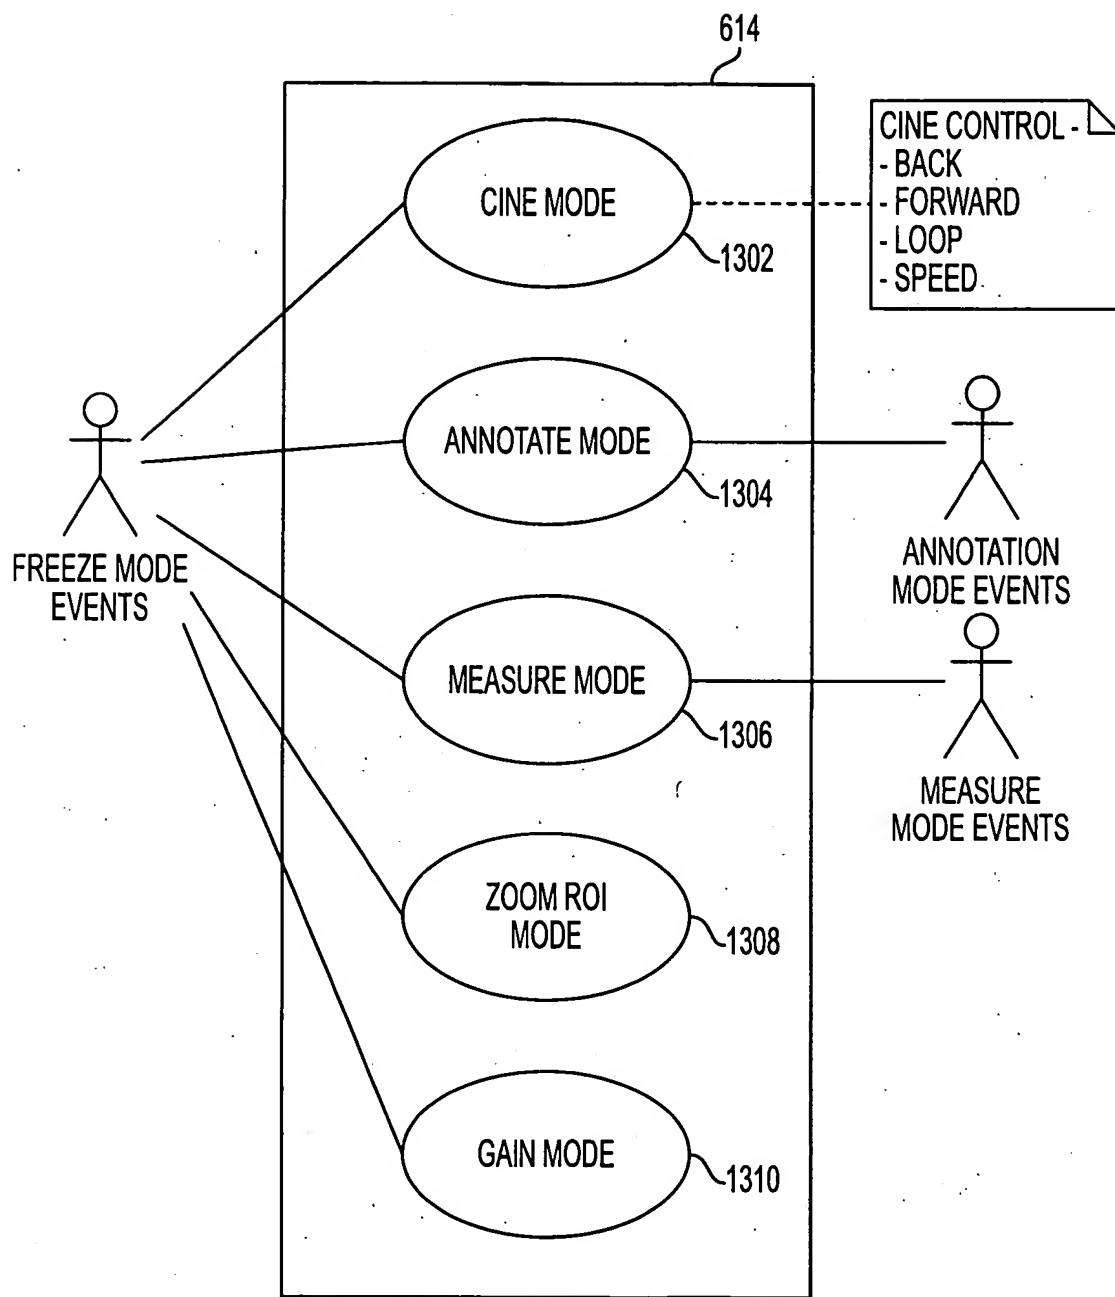 614
CINE MODE
1302
CINE CONTROL -
- BACK
- FORWARD
- LOOP
- SPEED
ANNOTATE MODE
1304
FREEZE MODE
EVENTS
ANNOTATION
MODE EVENTS
MEASURE MODE
1306
MEASURE
MODE EVENTS
ZOOM ROI
MODE
1308
GAIN MODE
1310